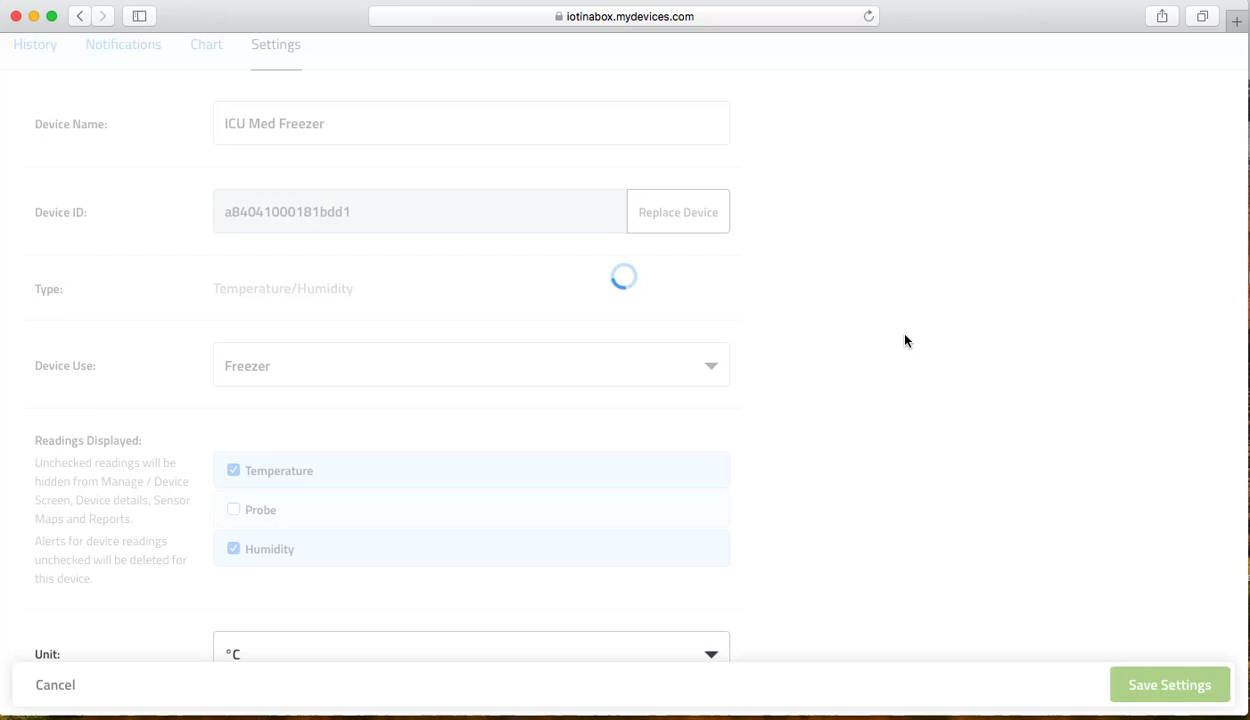 iotinabox.mydevices.com
History Notifications Chart Settings
Device Name: ICU Med Freezer
Device ID: a84041000181bdd1 Replace Device
Type: Temperature/Humidity
Device Use: Freezer
Readings Displayed:
Unchecked readings will be
hidden from Manage / Device
Screen, Device details, Sensor
Maps and Reports.
Alerts for device readings
unchecked will be deleted for
this device.
Temperature
Probe
Humidity
Unit: °C
Cancel Save Settings